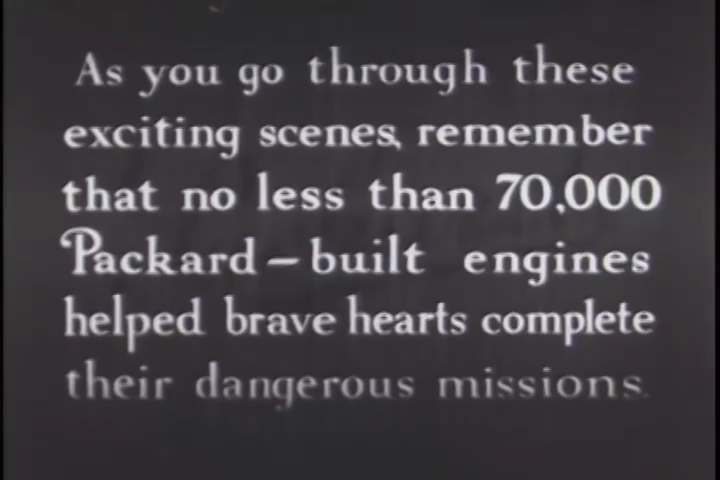 As you go through these
exciting scenes, remember
that no less than 70,000
Packard-built engines
helped brave hearts complete
their dangerous missions.